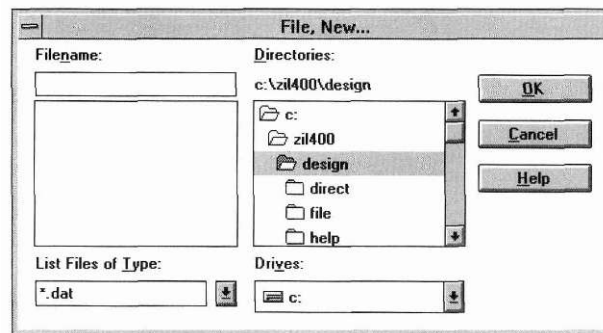 File, New...
Filename:
Directories:
c:\zil400\design
OK
c:
zil400
Cancel
design
Help
direct
file
help
List Files of Type:
Drives:
*.dat
c: